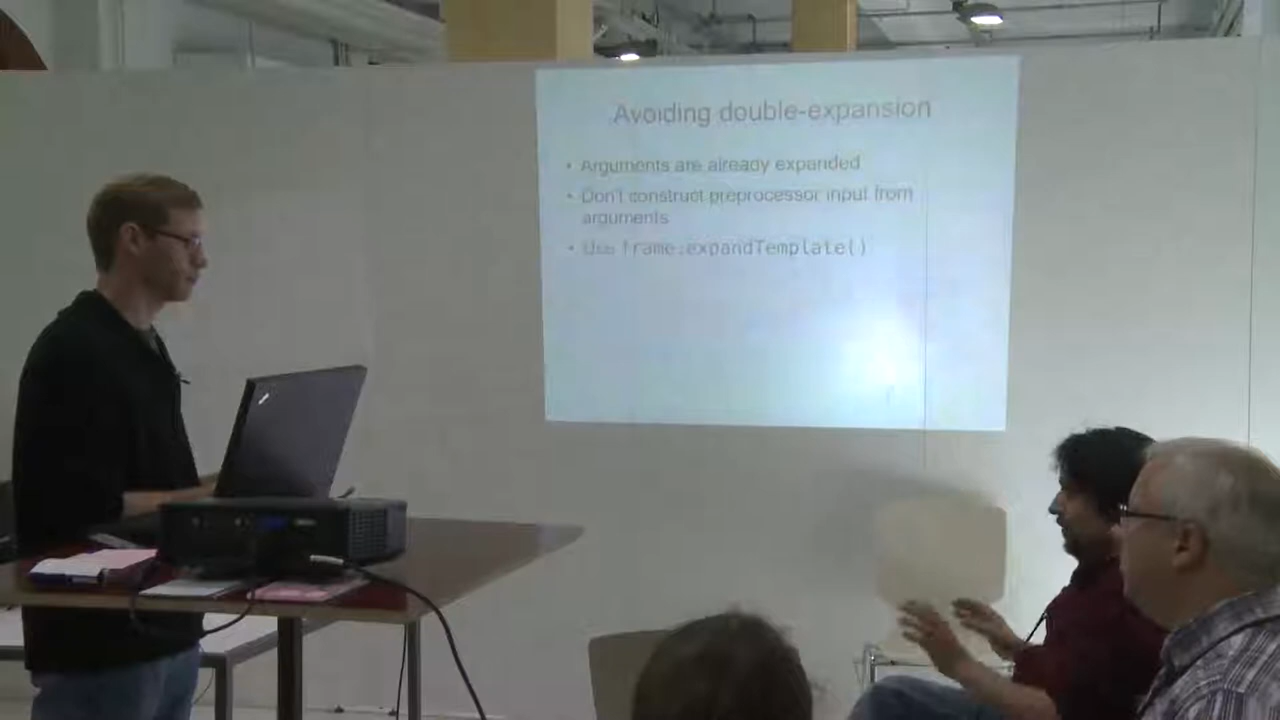 Avoiding double-expansion
• Arguments are already expanded
• Don't construct preprocessor input from
arguments
• Use frame:expandTemplate()